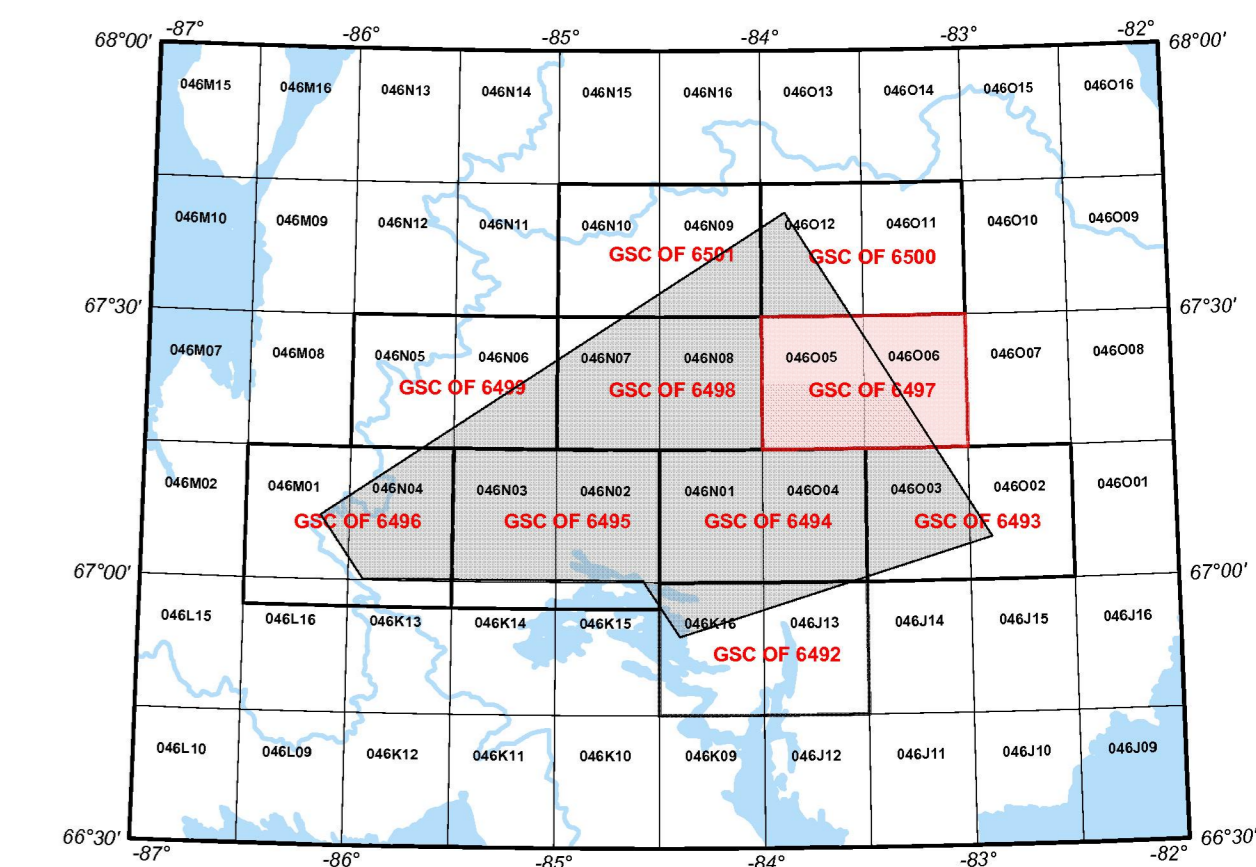 -87° -86° -85° -84° -83° -82°
68°00' 68°00'
046M15 046M16 046N13 046N14 046N15 046N16 046O13 046O14 046O15 046O16
046M10 046M09 046N12 046N11 046N10 046N09 046O12 046O11 046O10 046O09
GSC OF 6501 GSC OF 6500
67°30' 67°30'
046M07 046M08 046N05 046N06 046N07 046N08 046O05 046O06 046O07 046O08
GSC OF 6499 GSC OF 6498 GSC OF 6497
046M02 046M01 046N04 046N03 046N02 046N01 046O04 046O03 046O02 046O01
GSC OF 6496 GSC OF 6495 GSC OF 6494 GSC OF 6493
67°00' 67°00'
046L15 046L16 046K13 046K14 046K15 046K16 046J13 046J14 046J15 046J16
GSC OF 6492
046L10 046L09 046K12 046K11 046K10 046K09 046J12 046J11 046J10 046J09
66°30' 66°30'
-87° -86° -85° -84° -83° -82°